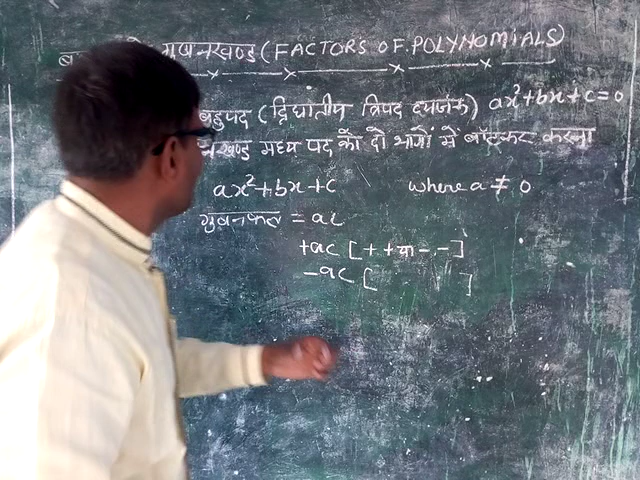 गुणनखण्ड (FACTORS OF POLYNOMIALS)
बहुपद (द्विघातीय त्रिपद व्यंजक) ax²+bx+c=0
मध्य पद को दो भागों में बाँटकर करना
ax²+bx+c where a ≠ 0
गुणनफल = ac
+ac [+ + या - -]
-ac [ ]